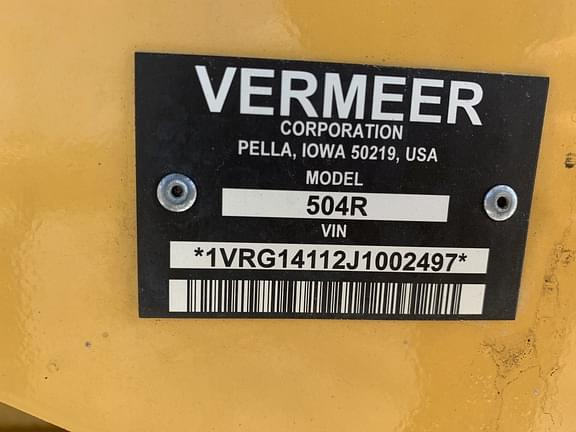 VERMEER
CORPORATION
PELLA, IOWA 50219, USA
MODEL
504R
VIN
*1VRG14112J1002497*